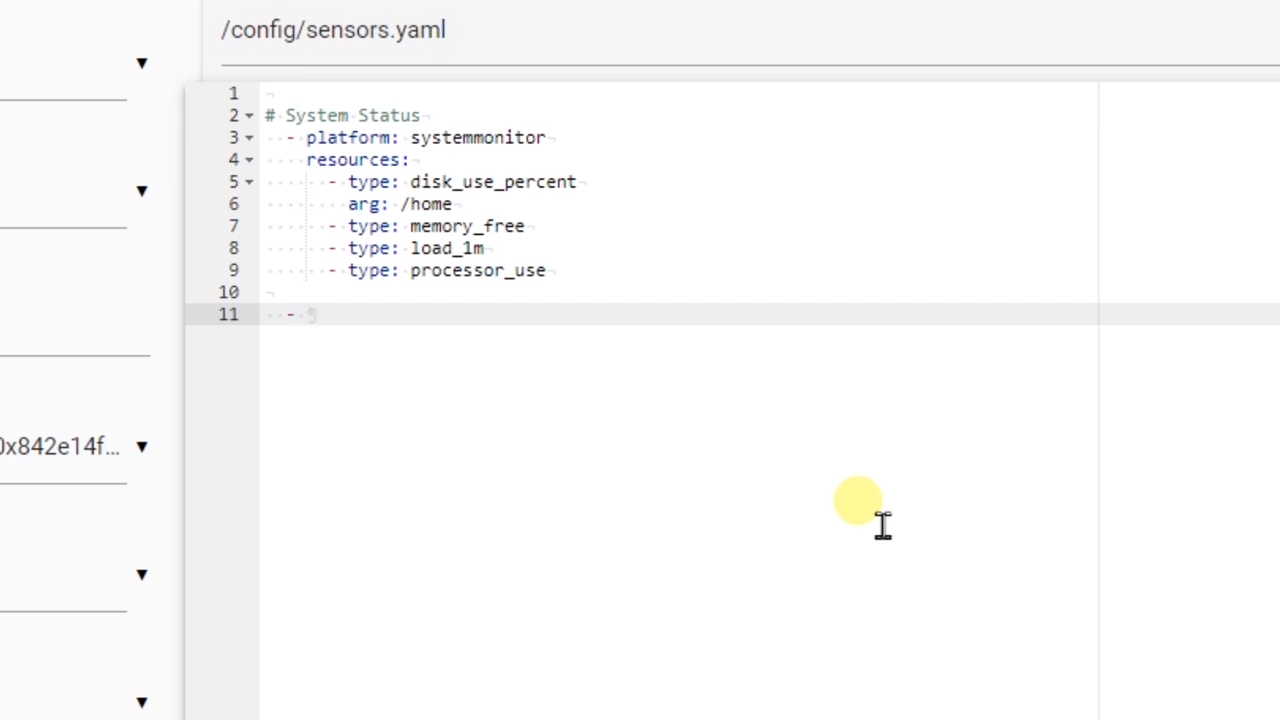 /config/sensors.yaml
1
2 # System Status
3 - platform: systemmonitor
4 resources:
5 - type: disk_use_percent
6 arg: /home
7 - type: memory_free
8 - type: load_1m
9 - type: processor_use
10
11 - 
0x842e14f...